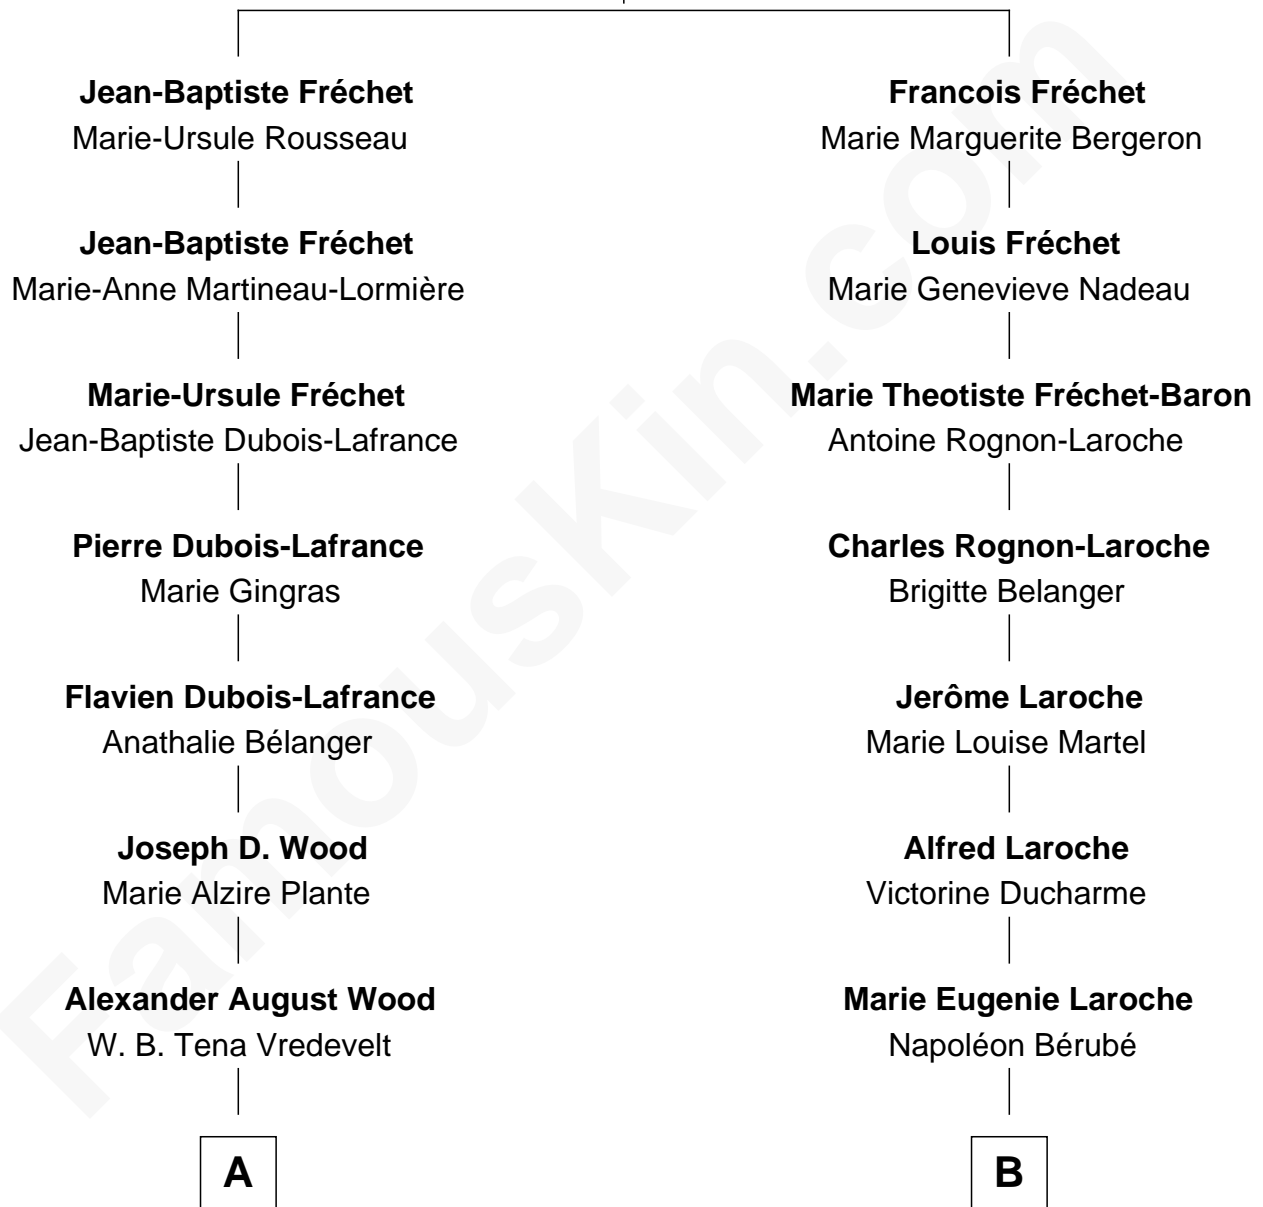 Jean-Baptiste Fréchet
Marie-Ursule Rousseau
Jean-Baptiste Fréchet
Marie-Anne Martineau-Lormière
Marie-Ursule Fréchet
Jean-Baptiste Dubois-Lafrance
Pierre Dubois-Lafrance
Marie Gingras
Flavien Dubois-Lafrance
Anathalie Bélanger
Joseph D. Wood
Marie Alzire Plante
Alexander August Wood
W. B. Tena Vredevelt
A
Francois Fréchet
Marie Marguerite Bergeron
Louis Fréchet
Marie Genevieve Nadeau
Marie Theotiste Fréchet-Baron
Antoine Rognon-Laroche
Charles Rognon-Laroche
Brigitte Belanger
Jerôme Laroche
Marie Louise Martel
Alfred Laroche
Victorine Ducharme
Marie Eugenie Laroche
Napoléon Bérubé
B
FamousKin.com